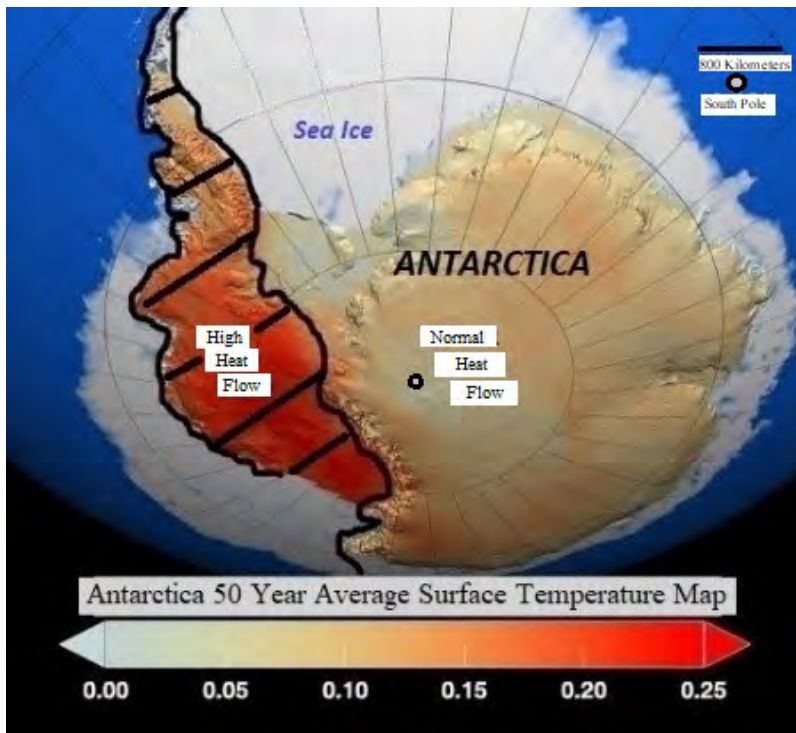 800 Kilometers
South Pole
Sea Ice
ANTARCTICA
High
Heat
Flow
Normal
Heat
Flow
Antarctica 50 Year Average Surface Temperature Map
0.00 0.05 0.10 0.15 0.20 0.25